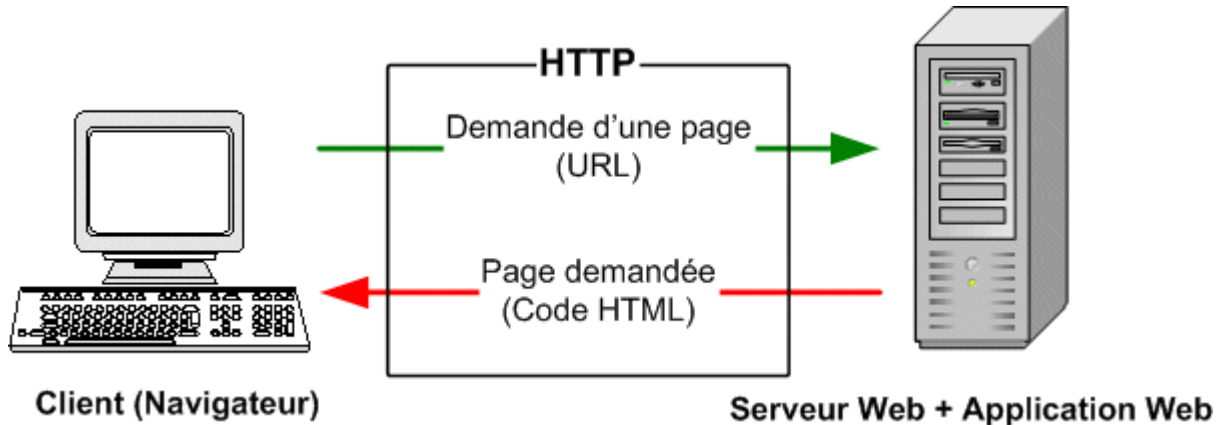 HTTP
Demande d'une page
(URL)
Page demandée
(Code HTML)
Client (Navigateur)
Serveur Web + Application Web